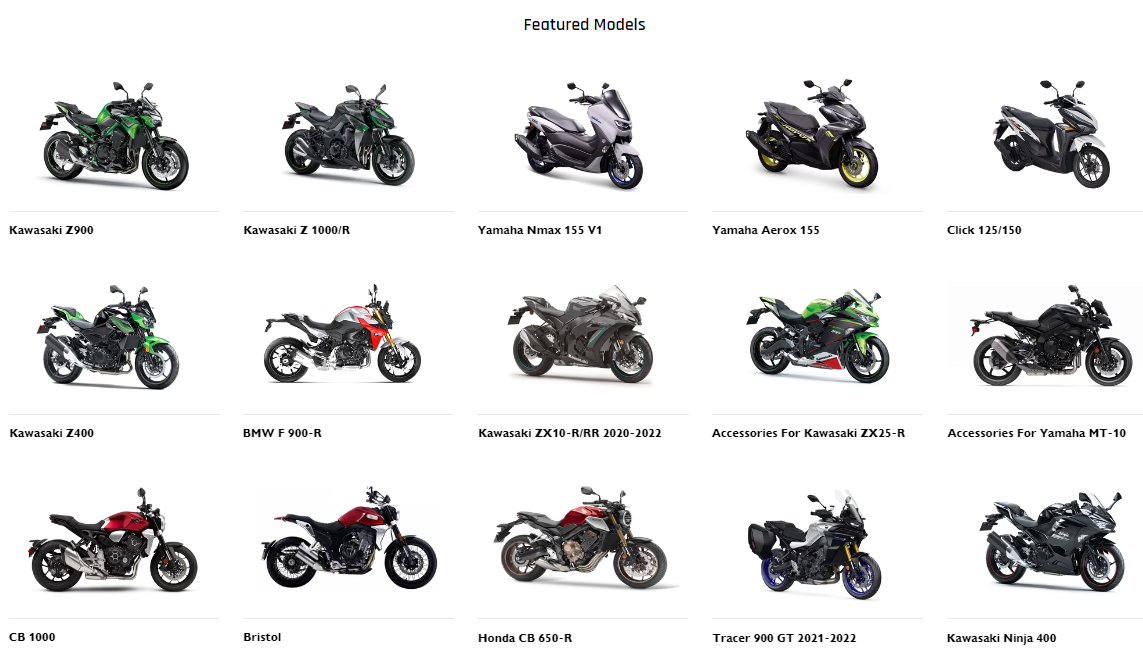 Featured Models
Kawasaki Z900
Kawasaki Z 1000/R
Yamaha Nmax 155 V1
Yamaha Aerox 155
Click 125/150
Kawasaki Z400
BMW F 900-R
Kawasaki ZX10-R/RR 2020-2022
Accessories For Kawasaki ZX25-R
Accessories For Yamaha MT-10
CB 1000
Bristol
Honda CB 650-R
Tracer 900 GT 2021-2022
Kawasaki Ninja 400